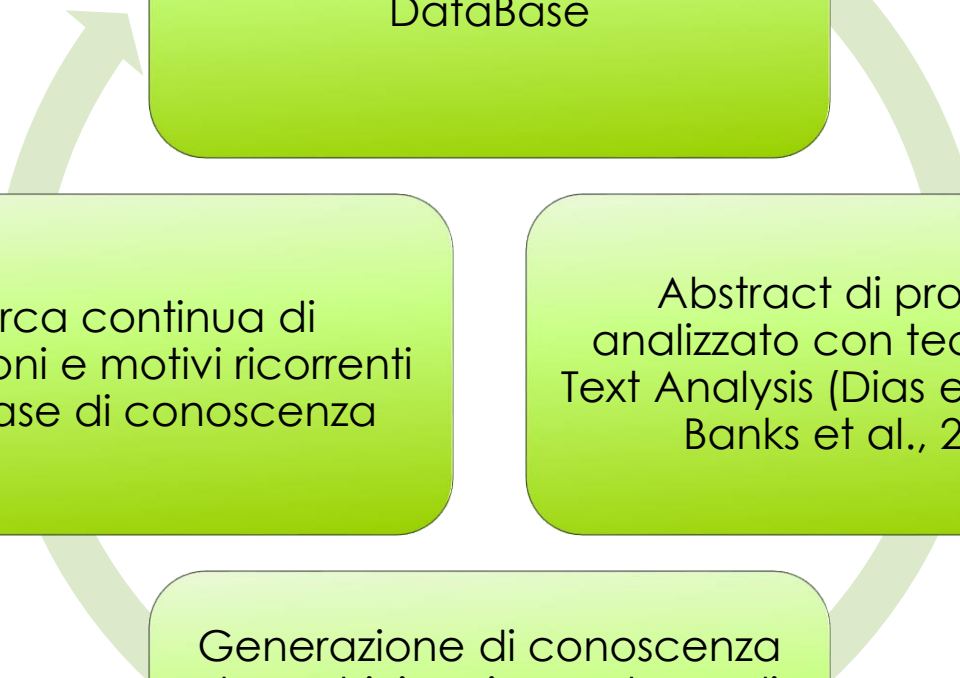 DataBase
rca continua di
oni e motivi ricorrenti
ase di conoscenza
Abstract di pro
analizzato con tec
Text Analysis (Dias e
Banks et al., 2
Generazione di conoscenza